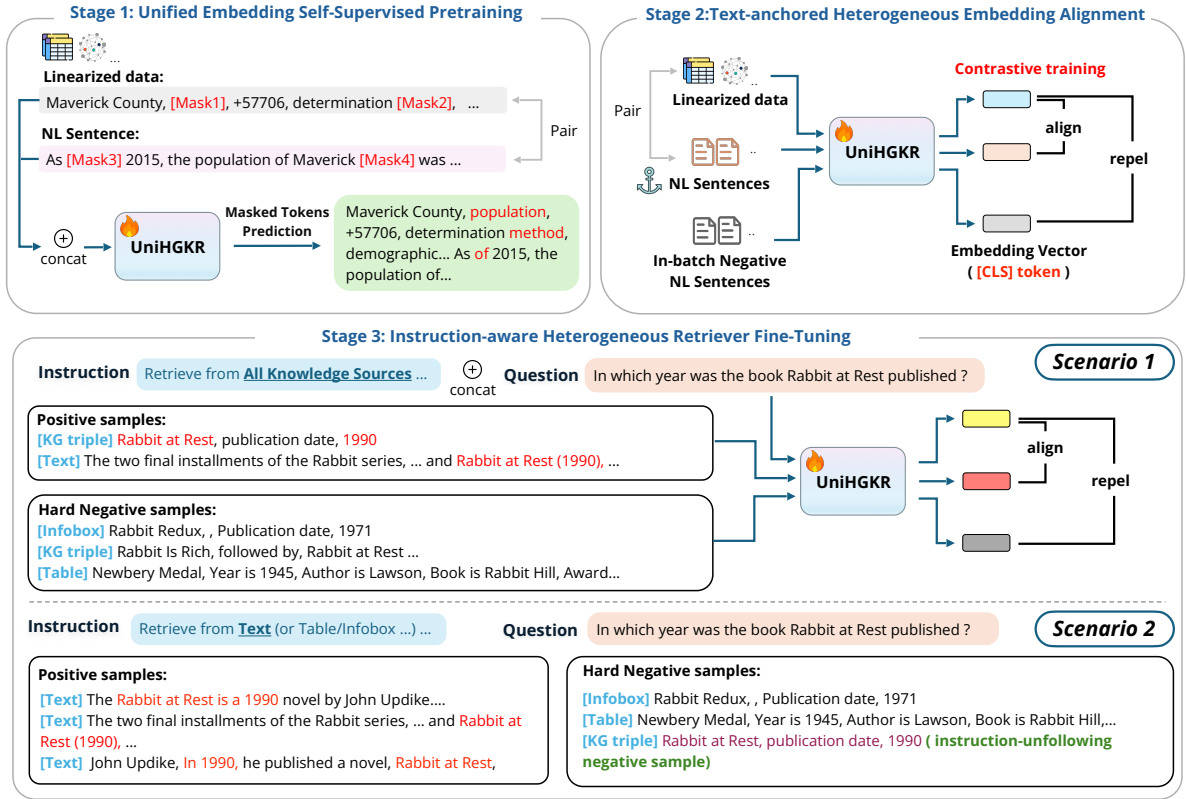 Stage 1: Unified Embedding Self-Supervised Pretraining
...
Linearized data:
Maverick County, [Mask1], +57706, determination [Mask2], ...
NL Sentence:
As [Mask3] 2015, the population of Maverick [Mask4] was ...
Pair
concat
UniHGKR
Masked Tokens
Prediction
Maverick County, population,
+57706, determination method,
demographic... As of 2015, the
population of...
Stage 2:Text-anchored Heterogeneous Embedding Alignment
..
Linearized data
Pair
..
NL Sentences
..
In-batch Negative
NL Sentences
UniHGKR
Contrastive training
align
repel
Embedding Vector
( [CLS] token )
Stage 3: Instruction-aware Heterogeneous Retriever Fine-Tuning
Instruction
Retrieve from All Knowledge Sources ...
concat
Question
In which year was the book Rabbit at Rest published ?
Scenario 1
Positive samples:
[KG triple] Rabbit at Rest, publication date, 1990
[Text] The two final installments of the Rabbit series, ... and Rabbit at Rest (1990), ...
Hard Negative samples:
[Infobox] Rabbit Redux, , Publication date, 1971
[KG triple] Rabbit Is Rich, followed by, Rabbit at Rest ...
[Table] Newbery Medal, Year is 1945, Author is Lawson, Book is Rabbit Hill, Award...
UniHGKR
align
repel
Instruction
Retrieve from Text (or Table/Infobox ...) ...
Question
In which year was the book Rabbit at Rest published ?
Scenario 2
Positive samples:
[Text] The Rabbit at Rest is a 1990 novel by John Updike....
[Text] The two final installments of the Rabbit series, ... and Rabbit at
Rest (1990), ...
[Text] John Updike, In 1990, he published a novel, Rabbit at Rest,
Hard Negative samples:
[Infobox] Rabbit Redux, , Publication date, 1971
[Table] Newbery Medal, Year is 1945, Author is Lawson, Book is Rabbit Hill,...
[KG triple] Rabbit at Rest, publication date, 1990 ( instruction-unfollowing
negative sample)